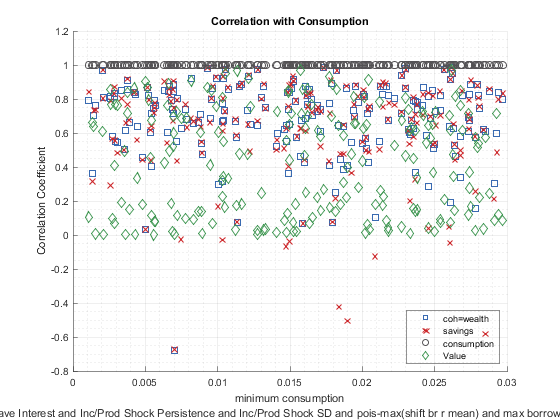 Correlation with Consumption
1.2
1
0.8
0.6
0.4
0.2
0
-0.2
-0.4
-0.6
-0.8
Correlation Coefficient
coh=wealth
savings
consumption
Value
0 0.005 0.01 0.015 0.02 0.025 0.03
minimum consumption
ave Interest and Inc/Prod Shock Persistence and Inc/Prod Shock SD and pois-max(shift br r mean) and max borrow